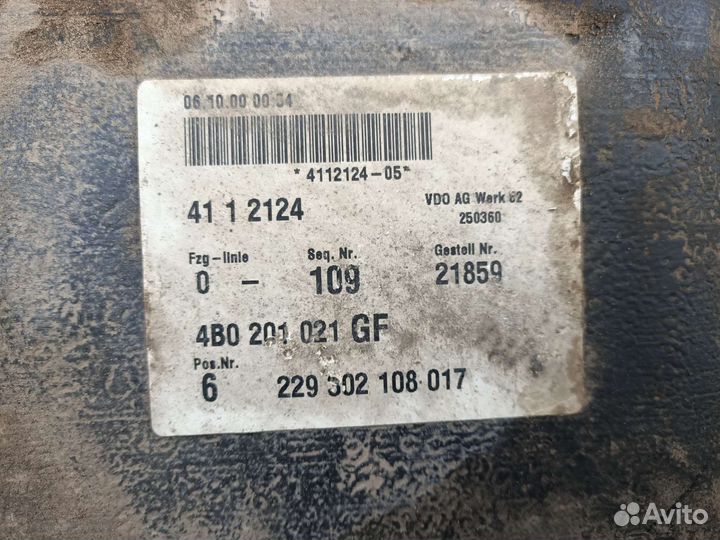 06.10.00 00:34
* 4112124-05*
41 1 2124
VDO AG Werk 62
250360
Fzg-linie Seq. Nr. Gestell Nr.
0 - 109 21859
4B0 201 021 GF
Pos.Nr.
6 229 302 108 017
Avito